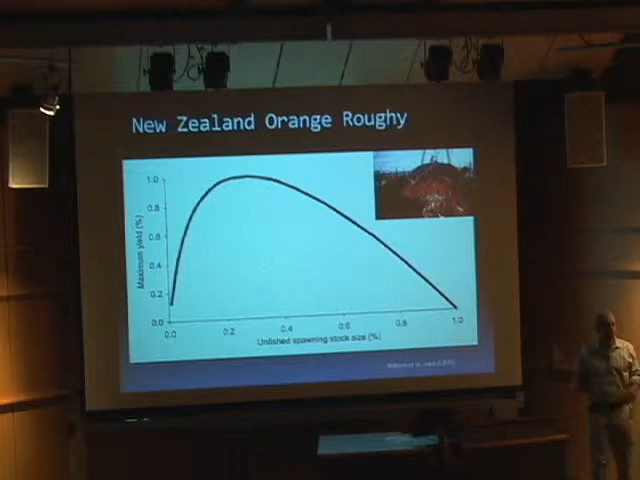 New Zealand Orange Roughy
1.0
0.8
0.6
0.4
0.2
0.0
Maximum yield (%)
0.0 0.2 0.4 0.6 0.8 1.0
Unfished spawning stock size (%)